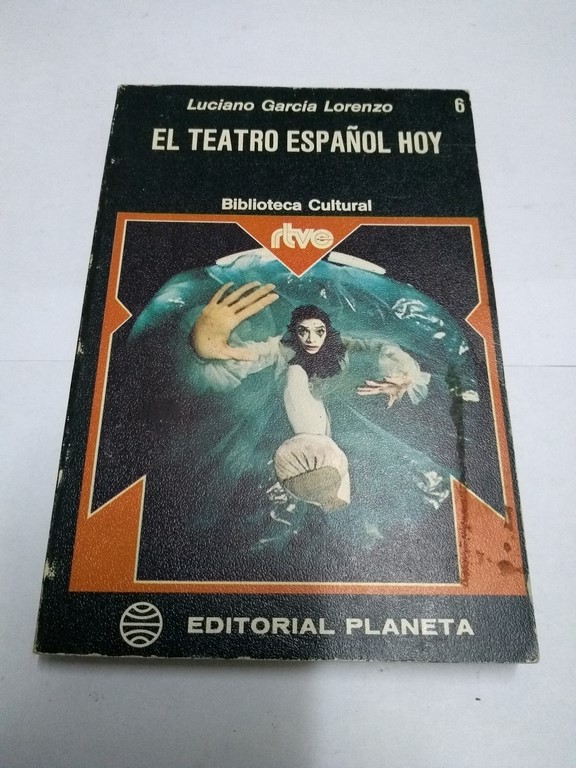 Luciano García Lorenzo
6
EL TEATRO ESPAÑOL HOY
Biblioteca Cultural
rtve
EDITORIAL PLANETA